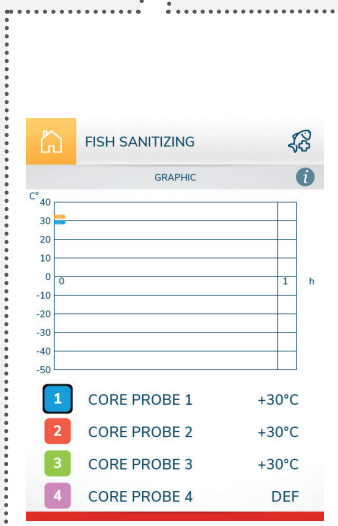 FISH SANITIZING
GRAPHIC i
C°
40
30
20
10
0
0 1 h
-10
-20
-30
-40
-50
1 CORE PROBE 1 +30°C
2 CORE PROBE 2 +30°C
3 CORE PROBE 3 +30°C
4 CORE PROBE 4 DEF